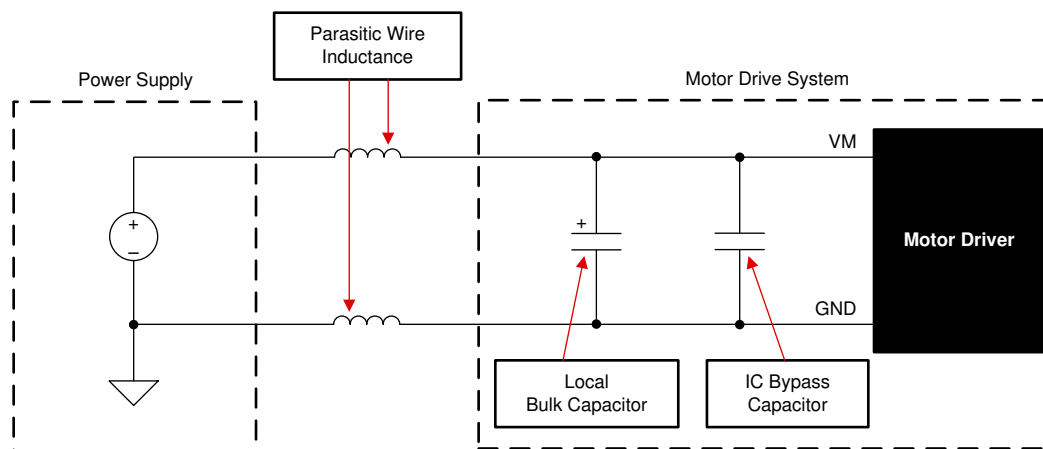 Parasitic Wire
Inductance
Power Supply
Motor Drive System
VM
+
–
+
Motor Driver
GND
Local
Bulk Capacitor
IC Bypass
Capacitor